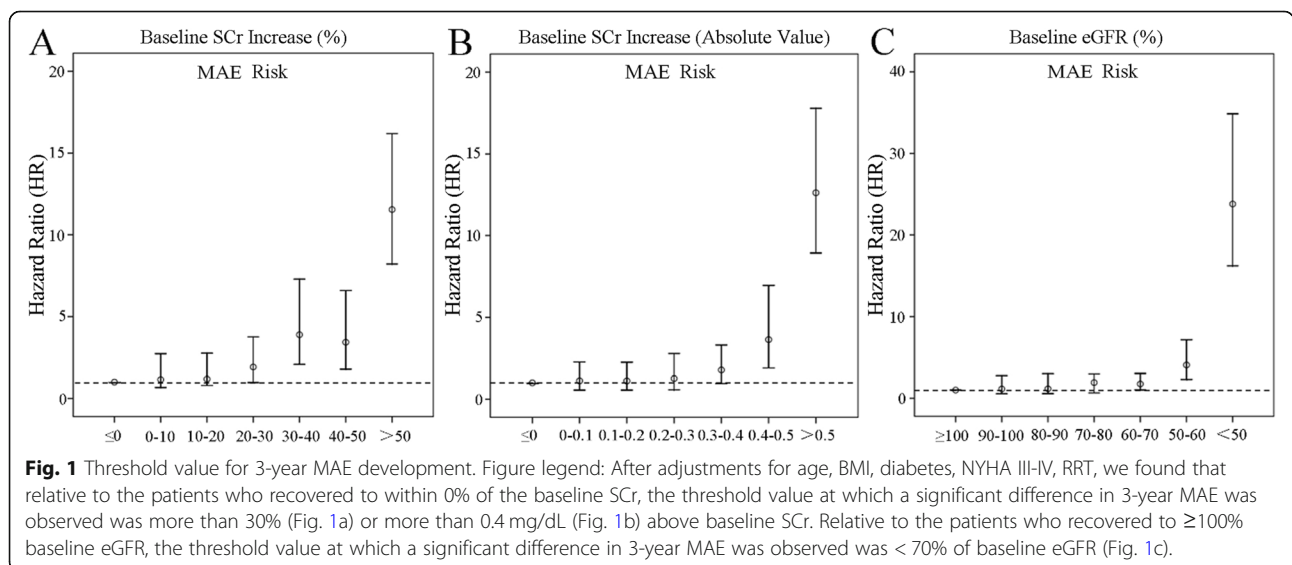 A
Baseline SCr Increase (%)
MAE Risk
Hazard Ratio (HR)
20
15
10
5
0
≤0 0-10 10-20 20-30 30-40 40-50 >50
B
Baseline SCr Increase (Absolute Value)
MAE Risk
Hazard Ratio (HR)
20
15
10
5
0
≤0 0-0.1 0.1-0.2 0.2-0.3 0.3-0.4 0.4-0.5 >0.5
C
Baseline eGFR (%)
MAE Risk
Hazard Ratio (HR)
40
30
20
10
0
≥100 90-100 80-90 70-80 60-70 50-60 <50
Fig. 1 Threshold value for 3-year MAE development. Figure legend: After adjustments for age, BMI, diabetes, NYHA III-IV, RRT, we found that
relative to the patients who recovered to within 0% of the baseline SCr, the threshold value at which a significant difference in 3-year MAE was
observed was more than 30% (Fig. 1a) or more than 0.4 mg/dL (Fig. 1b) above baseline SCr. Relative to the patients who recovered to ≥100%
baseline eGFR, the threshold value at which a significant difference in 3-year MAE was observed was < 70% of baseline eGFR (Fig. 1c).